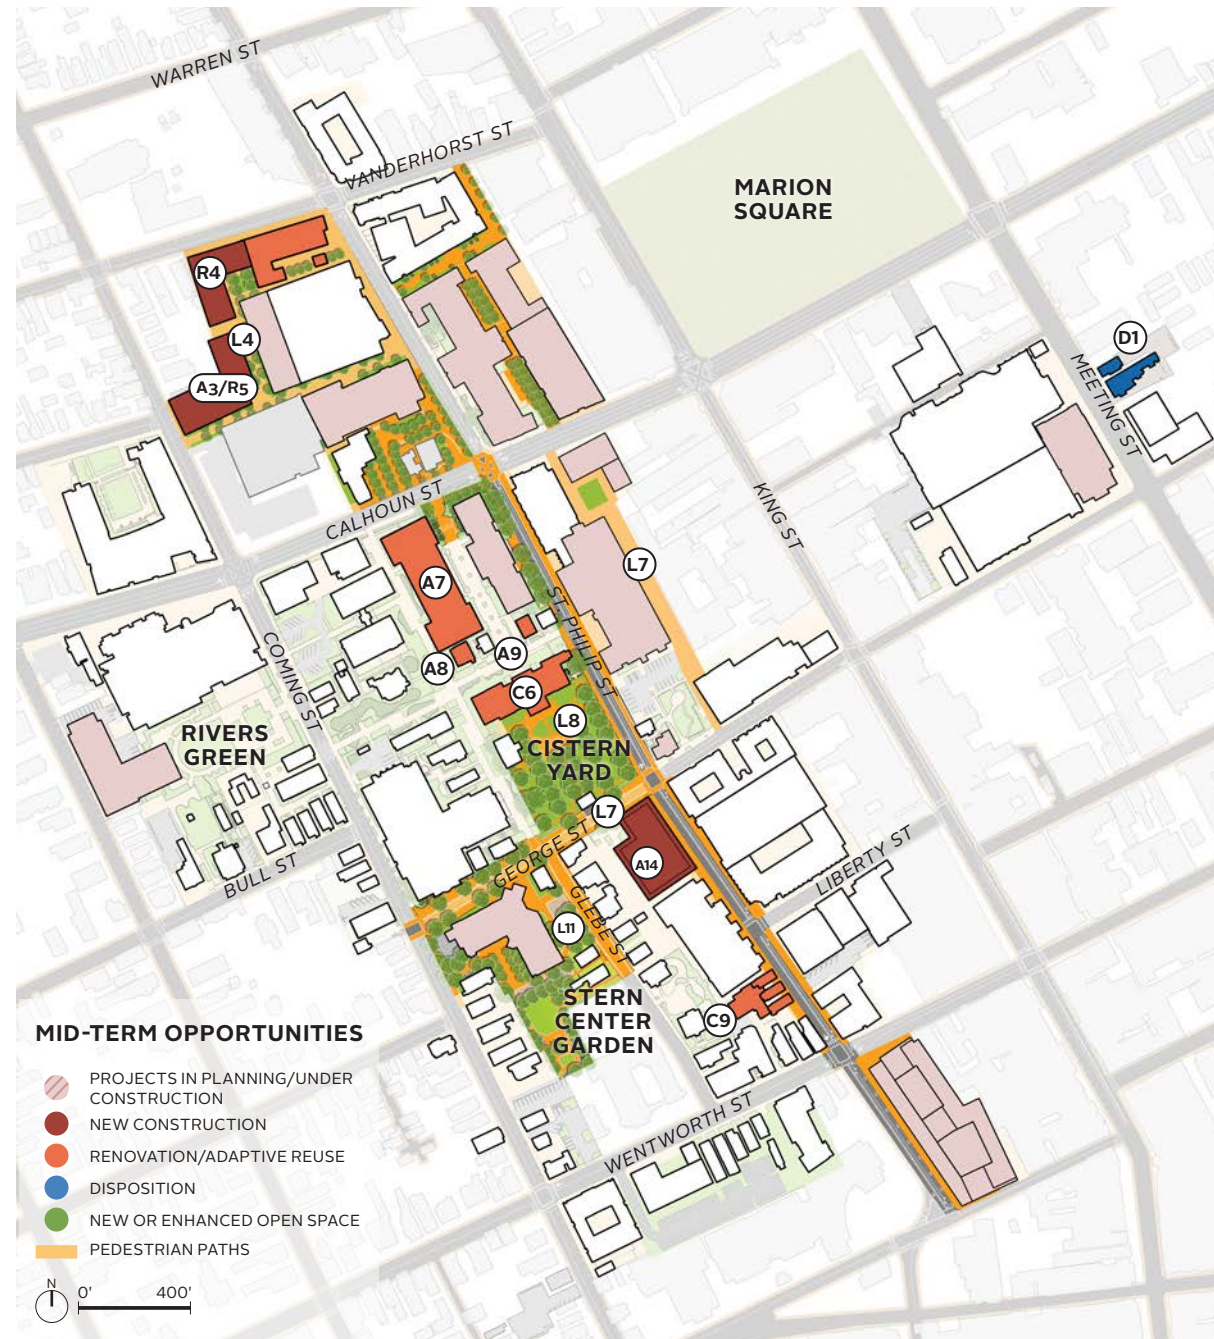 WARREN ST
VANDERHORST ST
MARION
SQUARE
R4
L4
A3/R5
D1
MEETING ST
CALHOUN ST
KING ST
A7
L7
ST. PHILIP ST
A9
A8
C6
COMING ST
L8
CISTERN
YARD
RIVERS
GREEN
L7
GEORGE ST
A14
LIBERTY ST
BULL ST
GLEBE ST
L11
STERN
CENTER
GARDEN
C9
WENTWORTH ST
MID-TERM OPPORTUNITIES
PROJECTS IN PLANNING/UNDER
CONSTRUCTION
NEW CONSTRUCTION
RENOVATION/ADAPTIVE REUSE
DISPOSITION
NEW OR ENHANCED OPEN SPACE
PEDESTRIAN PATHS
N
0' 400'